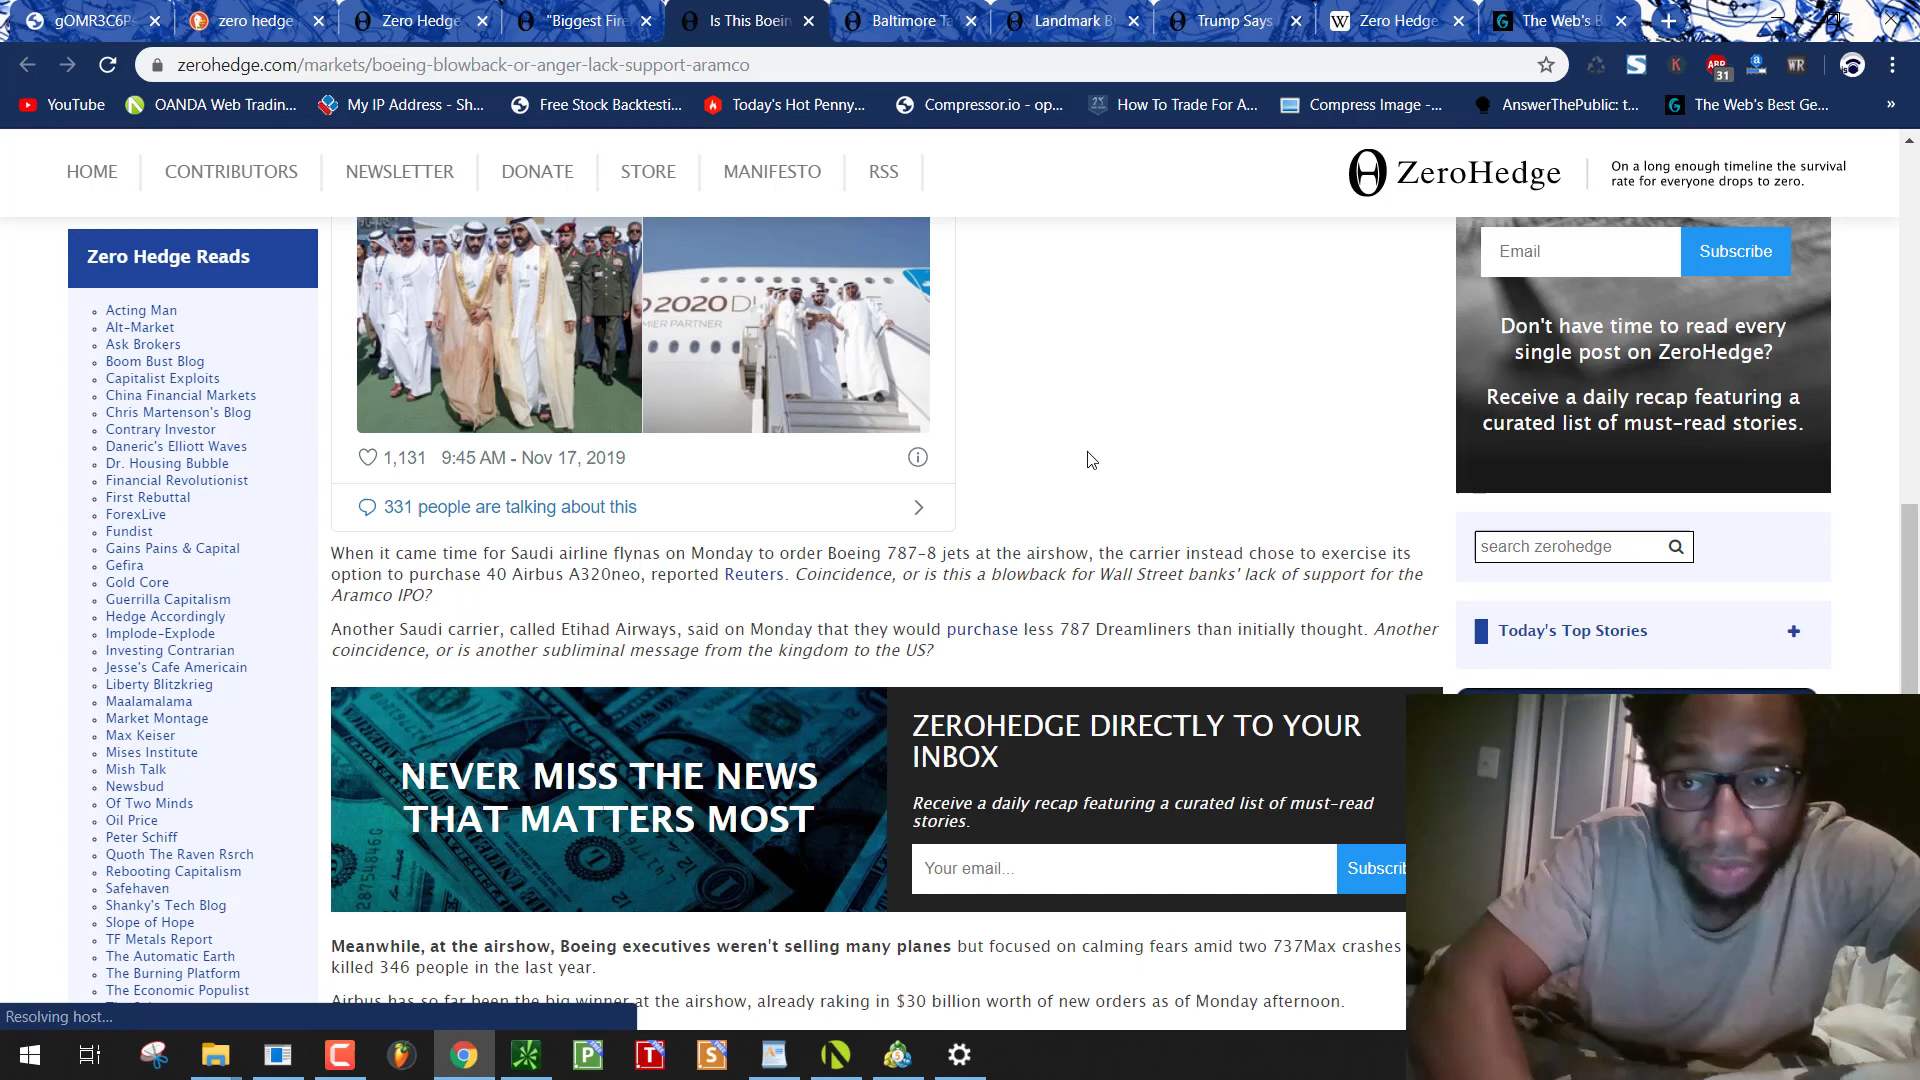 gOMR3C6P
zero hedge
Zero Hedge
"Biggest Fire
Is This Boein
Baltimore Ta
Landmark B
Trump Says
Zero Hedge
The Web's B
zerohedge.com/markets/boeing-blowback-or-anger-lack-support-aramco
ABP
31
WR
YouTube
OANDA Web Tradin...
My IP Address - Sh...
Free Stock Backtesti...
Today's Hot Penny...
Compressor.io - op...
How To Trade For A...
Compress Image -...
AnswerThePublic: t...
The Web's Best Ge...
»
HOME
CONTRIBUTORS
NEWSLETTER
DONATE
STORE
MANIFESTO
RSS
ZeroHedge
On a long enough timeline the survival
rate for everyone drops to zero.
Zero Hedge Reads
Acting Man
Alt-Market
Ask Brokers
Boom Bust Blog
Capitalist Exploits
China Financial Markets
Chris Martenson's Blog
Contrary Investor
Daneric's Elliott Waves
Dr. Housing Bubble
Financial Revolutionist
First Rebuttal
ForexLive
Fundist
Gains Pains & Capital
Gefira
Gold Core
Guerrilla Capitalism
Hedge Accordingly
Implode-Explode
Investing Contrarian
Jesse's Cafe Americain
Liberty Blitzkrieg
Maalamalama
Market Montage
Max Keiser
Mises Institute
Mish Talk
Newsbud
Of Two Minds
Oil Price
Peter Schiff
Quoth The Raven Rsrch
Rebooting Capitalism
Safehaven
Shanky's Tech Blog
Slope of Hope
TF Metals Report
The Automatic Earth
The Burning Platform
The Economic Populist
2020 D
MIER PARTNER
1,131 9:45 AM - Nov 17, 2019
331 people are talking about this
When it came time for Saudi airline flynas on Monday to order Boeing 787-8 jets at the airshow, the carrier instead chose to exercise its
option to purchase 40 Airbus A320neo, reported Reuters. Coincidence, or is this a blowback for Wall Street banks' lack of support for the
Aramco IPO?
Another Saudi carrier, called Etihad Airways, said on Monday that they would purchase less 787 Dreamliners than initially thought. Another
coincidence, or is another subliminal message from the kingdom to the US?
NEVER MISS THE NEWS
THAT MATTERS MOST
ZEROHEDGE DIRECTLY TO YOUR
INBOX
Receive a daily recap featuring a curated list of must-read
stories.
Your email...
Subscrib
Meanwhile, at the airshow, Boeing executives weren't selling many planes but focused on calming fears amid two 737Max crashes
killed 346 people in the last year.
Airbus has so far been the big winner at the airshow, already raking in $30 billion worth of new orders as of Monday afternoon.
Email
Subscribe
Don't have time to read every
single post on ZeroHedge?
Receive a daily recap featuring a
curated list of must-read stories.
search zerohedge
Today's Top Stories
Resolving host...